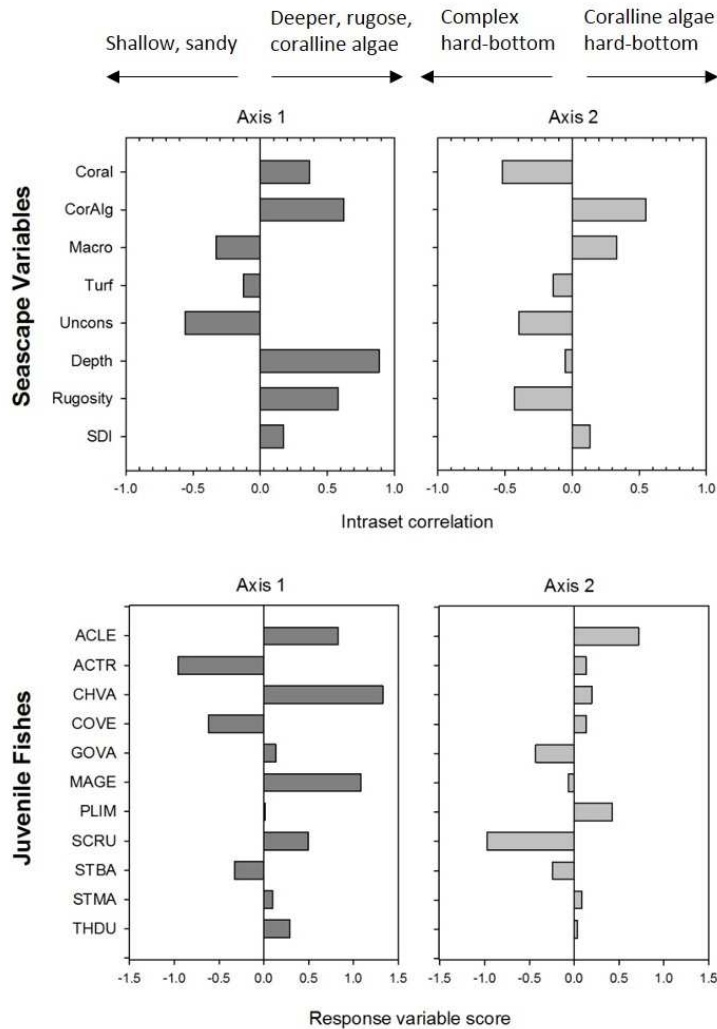 Shallow, sandy
Deeper, rugose,
coralline algae
Complex
hard-bottom
Coralline algae
hard-bottom
Axis 1
Axis 2
Seascape Variables
Coral
CorAlg
Macro
Turf
Uncons
Depth
Rugosity
SDI
-1.0 -0.5 0.0 0.5 1.0
-1.0 -0.5 0.0 0.5 1.0
Intraset correlation
Axis 1
Axis 2
Juvenile Fishes
ACLE
ACTR
CHVA
COVE
GOVA
MAGE
PLIM
SCRU
STBA
STMA
THDU
-1.5 -1.0 -0.5 0.0 0.5 1.0 1.5
-1.5 -1.0 -0.5 0.0 0.5 1.0 1.5
Response variable score